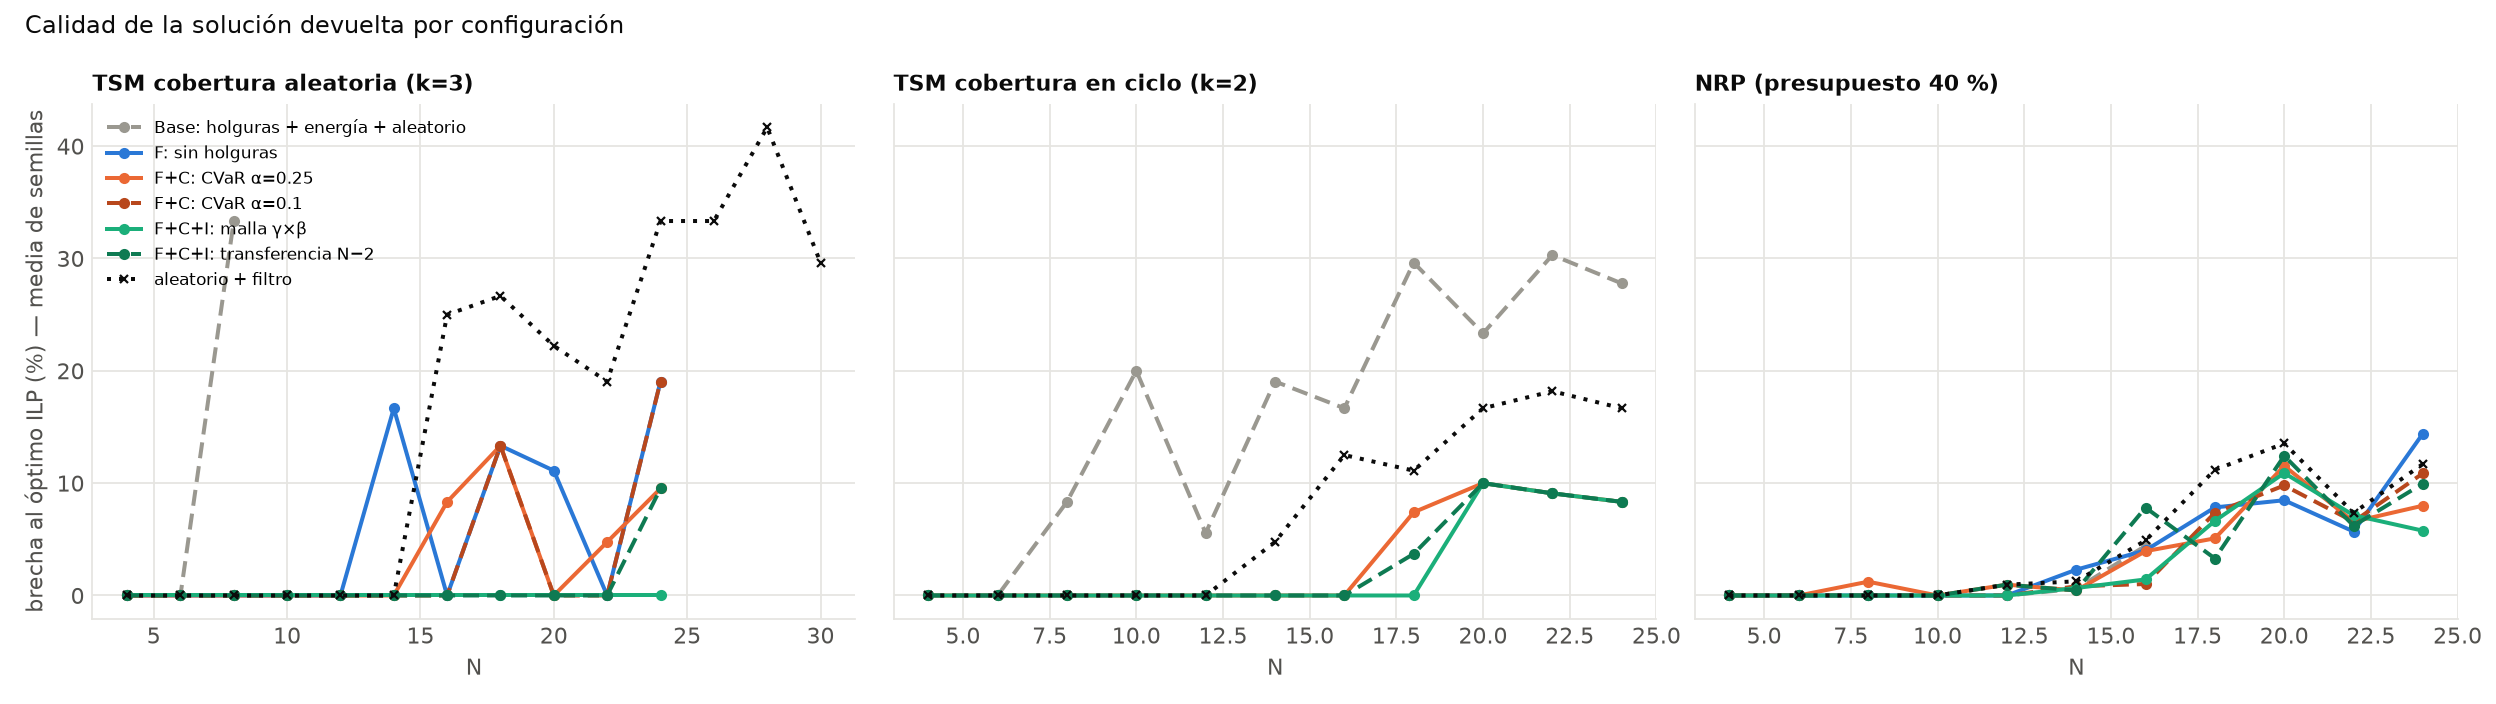 Calidad de la solución devuelta por configuración
TSM cobertura aleatoria (k=3)
TSM cobertura en ciclo (k=2)
NRP (presupuesto 40 %)
brecha al óptimo ILP (%) — media de semillas
40
30
20
10
0
Base: holguras + energía + aleatorio
F: sin holguras
F+C: CVaR α=0.25
F+C: CVaR α=0.1
F+C+I: malla γ×β
F+C+I: transferencia N−2
aleatorio + filtro
5 10 15 20 25 30
5.0 7.5 10.0 12.5 15.0 17.5 20.0 22.5 25.0
5.0 7.5 10.0 12.5 15.0 17.5 20.0 22.5 25.0
N
N
N